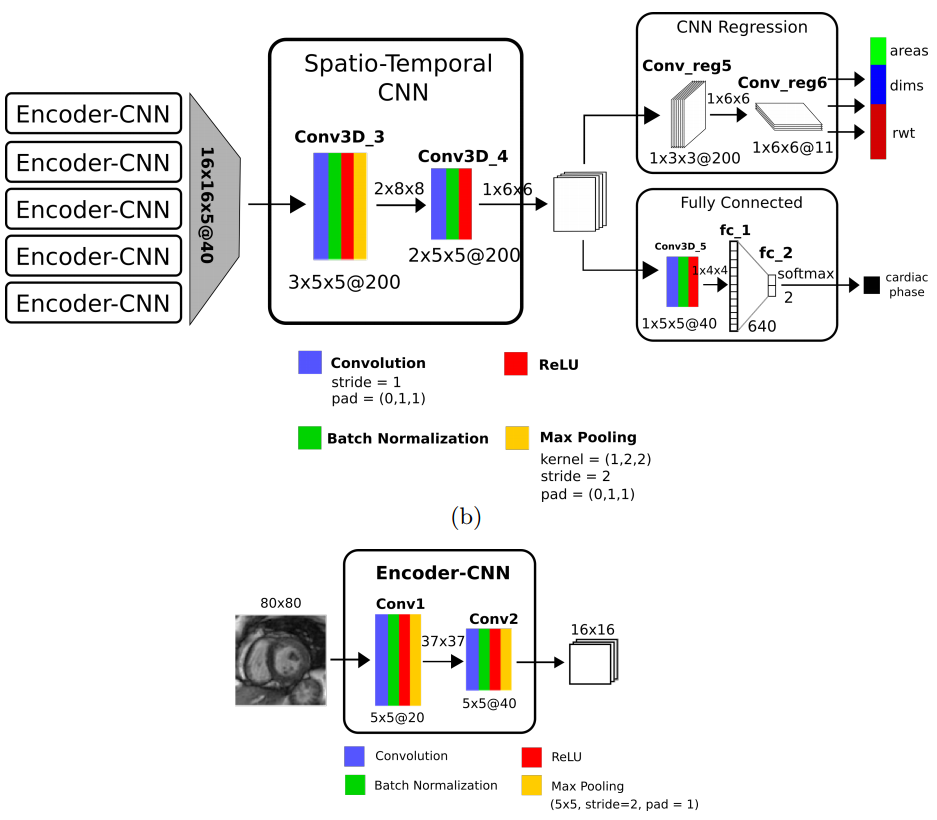 Encoder-CNN
Encoder-CNN
Encoder-CNN
Encoder-CNN
Encoder-CNN
16x16x5@40
Spatio-Temporal
CNN
Conv3D_3
2x8x8
3x5x5@200
Conv3D_4
1x6x6
2x5x5@200
CNN Regression
Conv_reg5
1x6x6
1x3x3@200
Conv_reg6
1x6x6@11
areas
dims
rwt
Fully Connected
Conv3D_5
1x4x4
1x5x5@40
fc_1
640
fc_2
softmax
2
cardiac
phase
Convolution
stride = 1
pad = (0,1,1)
ReLU
Batch Normalization
Max Pooling
kernel = (1,2,2)
stride = 2
pad = (0,1,1)
(b)
Encoder-CNN
80x80
Conv1
37x37
5x5@20
Conv2
5x5@40
16x16
Convolution
ReLU
Batch Normalization
Max Pooling
(5x5, stride=2, pad = 1)